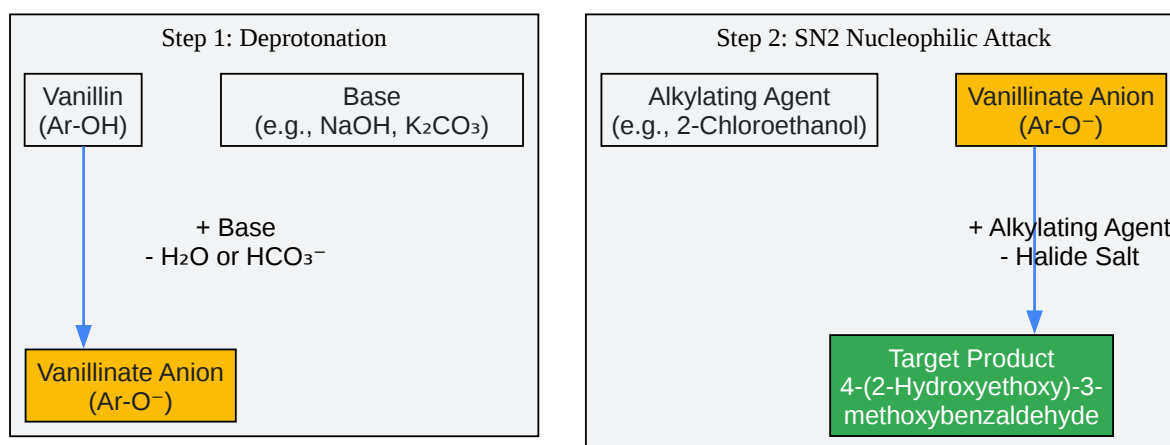 Step 1: Deprotonation
Vanillin
(Ar-OH)
Base
(e.g., NaOH, K₂CO₃)
+ Base
- H₂O or HCO₃⁻
Vanillinate Anion
(Ar-O⁻)
Step 2: SN2 Nucleophilic Attack
Alkylating Agent
(e.g., 2-Chloroethanol)
Vanillinate Anion
(Ar-O⁻)
+ Alkylating Agent
- Halide Salt
Target Product
4-(2-Hydroxyethoxy)-3-
methoxybenzaldehyde